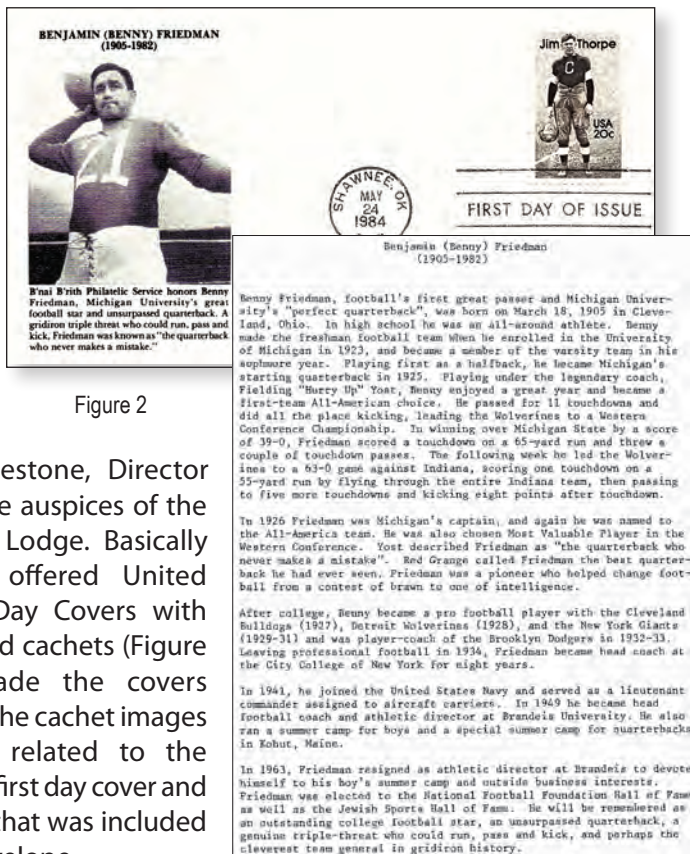 BENJAMIN (BENNY) FRIEDMAN
(1905-1982)
21
B'nai B'rith Philatelic Service honors Benny
Friedman, Michigan University's great
football star and unsurpassed quarterback. A
gridiron triple threat who could run, pass and
kick, Friedman was known as "the quarterback
who never makes a mistake."
Jim Thorpe
C
USA
20c
SHAWNEE, OK
MAY
24
1984
FIRST DAY OF ISSUE
Figure 2
estone, Director
e auspices of the
Lodge. Basically
offered United
Day Covers with
d cachets (Figure
ade the covers
he cachet images
related to the
first day cover and
that was included
elope.
Benjamin (Benny) Friedman
(1905-1982)
Benny Friedman, football's first great passer and Michigan Univer-
sity's "perfect quarterback", was born on March 18, 1905 in Cleve-
land, Ohio. In high school he was an all-around athlete. Benny
made the freshman football team When he enrolled in the University
of Michigan in 1923, and became a member of the varsity team in his
sophmore year. Playing first as a halfback, he became Michigan's
starting quarterback in 1925. Playing under the legendary coach,
Fielding "Hurry Up" Yost, Benny enjoyed a great year and became a
first-team All-American choice. He passed for 11 touchdowns and
did all the place kicking, leading the Wolverines to a Western
Conference Championship. In winning over Michigan State by a score
of 39-0, Friedman scored a touchdown on a 65-yard run and threw a
couple of touchdown passes. The following week he led the Wolver-
ines to a 63-0 game against Indiana, scoring one touchdown on a
55-yard run by flying through the entire Indiana team, then passing
to five more touchdowns and kicking eight points after touchdown.
In 1926 Friedman was Michigan's captain, and again he was named to
the All-America team. He was also chosen Most Valuable Player in the
Western Conference. Yost described Friedman as "the quarterback who
never makes a mistake". Red Grange called Friedman the best quarter-
back he had ever seen. Friedman was a pioneer who helped change foot-
ball from a contest of brawn to one of intelligence.
After college, Benny became a pro football player with the Cleveland
Bulldogs (1927), Detroit Wolverines (1928), and the New York Giants
(1929-31) and was player-coach of the Brooklyn Dodgers in 1932-33.
Leaving professional football in 1934, Friedman became head coach at
the City College of New York for eight years.
In 1941, he joined the United States Navy and served as a lieutenant
commander assigned to aircraft carriers. In 1949 he became head
football coach and athletic director at Brandeis University. He also
ran a summer camp for boys and a special summer camp for quarterbacks
in Kohut, Maine.
In 1963, Friedman resigned as athletic director at Brandeis to devote
himself to his boy's summer camp and outside business interests.
Friedman was elected to the National Football Foundation Hall of Fame
as well as the Jewish Sports Hall of Fame. He will be remembered as
an outstanding college football star, an unsurpassed quarterback, a
genuine triple-threat who could run, pass and kick, and perhaps the
cleverest team general in gridiron history.